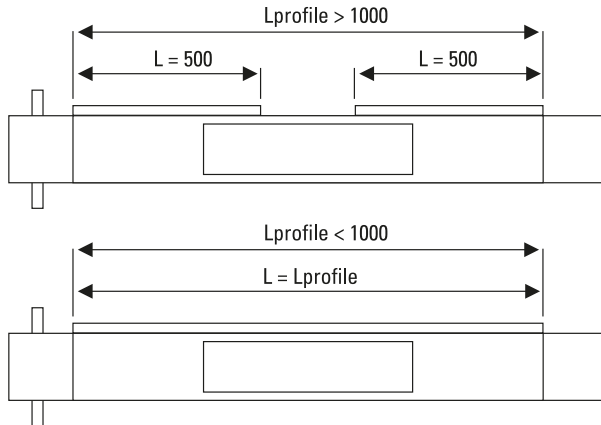 Lprofile > 1000
L = 500
L = 500
Lprofile < 1000
L = Lprofile